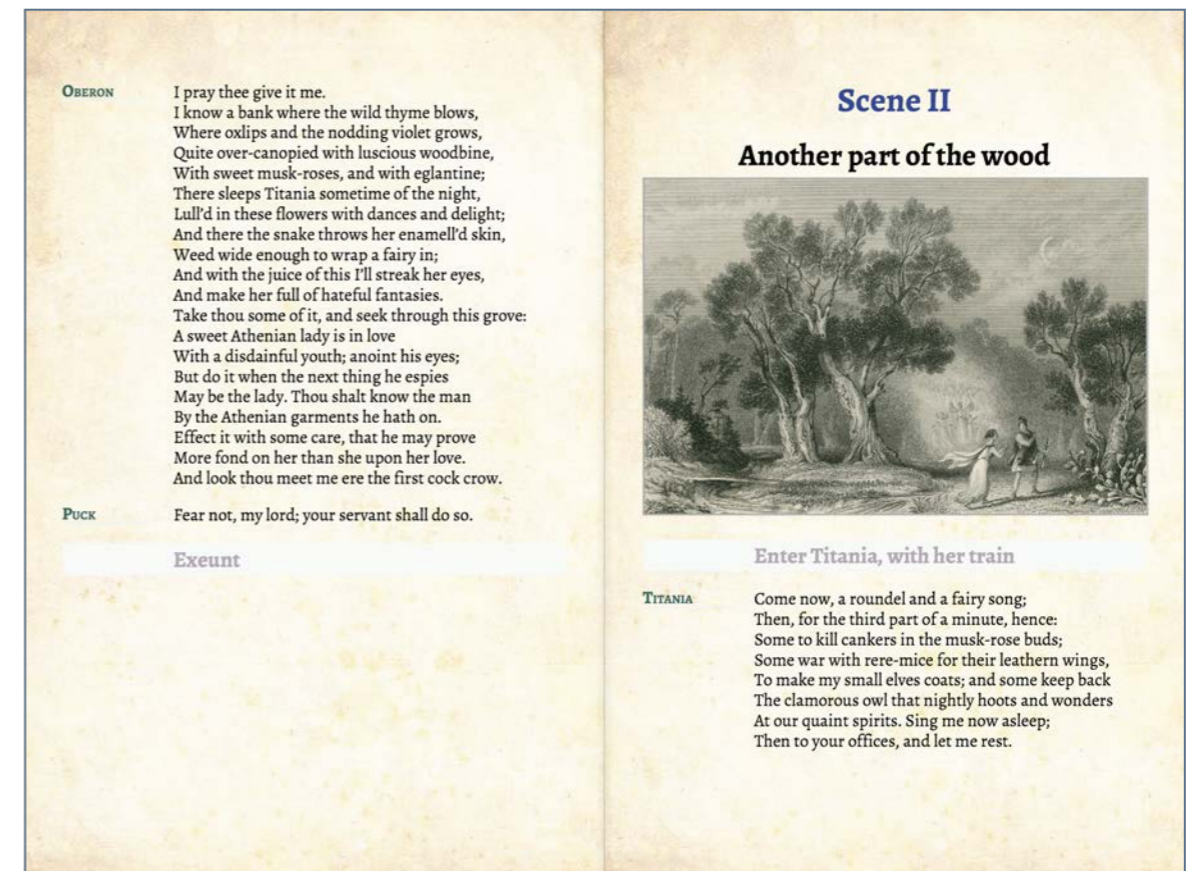 OBERON I pray thee give it me.
I know a bank where the wild thyme blows,
Where oxlips and the nodding violet grows,
Quite over-canopied with luscious woodbine,
With sweet musk-roses, and with eglantine;
There sleeps Titania sometime of the night,
Lull'd in these flowers with dances and delight;
And there the snake throws her enamell'd skin,
Weed wide enough to wrap a fairy in;
And with the juice of this I'll streak her eyes,
And make her full of hateful fantasies.
Take thou some of it, and seek through this grove:
A sweet Athenian lady is in love
With a disdainful youth; anoint his eyes;
But do it when the next thing he espies
May be the lady. Thou shalt know the man
By the Athenian garments he hath on.
Effect it with some care, that he may prove
More fond on her than she upon her love.
And look thou meet me ere the first cock crow.
PUCK Fear not, my lord; your servant shall do so.
Exeunt
Scene II
Another part of the wood
Enter Titania, with her train
TITANIA Come now, a roundel and a fairy song;
Then, for the third part of a minute, hence:
Some to kill cankers in the musk-rose buds;
Some war with rere-mice for their leathern wings,
To make my small elves coats; and some keep back
The clamorous owl that nightly hoots and wonders
At our quaint spirits. Sing me now asleep;
Then to your offices, and let me rest.